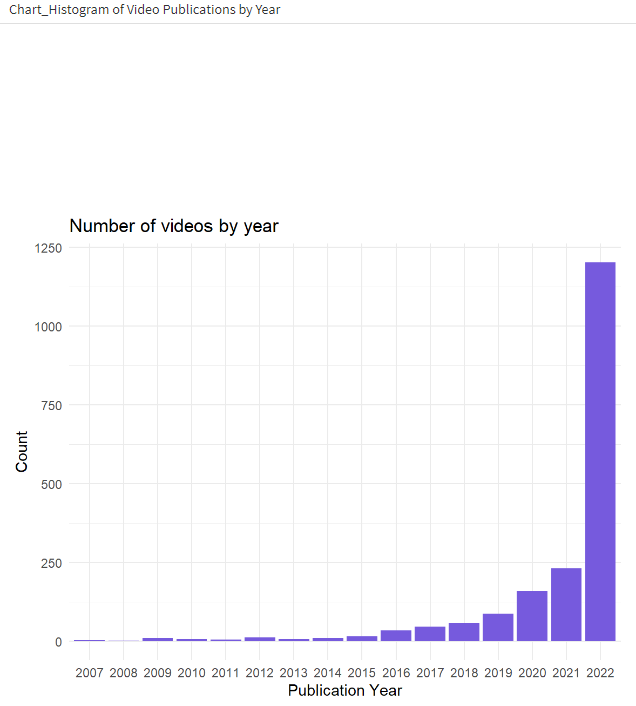 Chart_Histogram of Video Publications by Year
Number of videos by year
1250
1000
750
500
250
0
Count
2007 2008 2009 2010 2011 2012 2013 2014 2015 2016 2017 2018 2019 2020 2021 2022
Publication Year